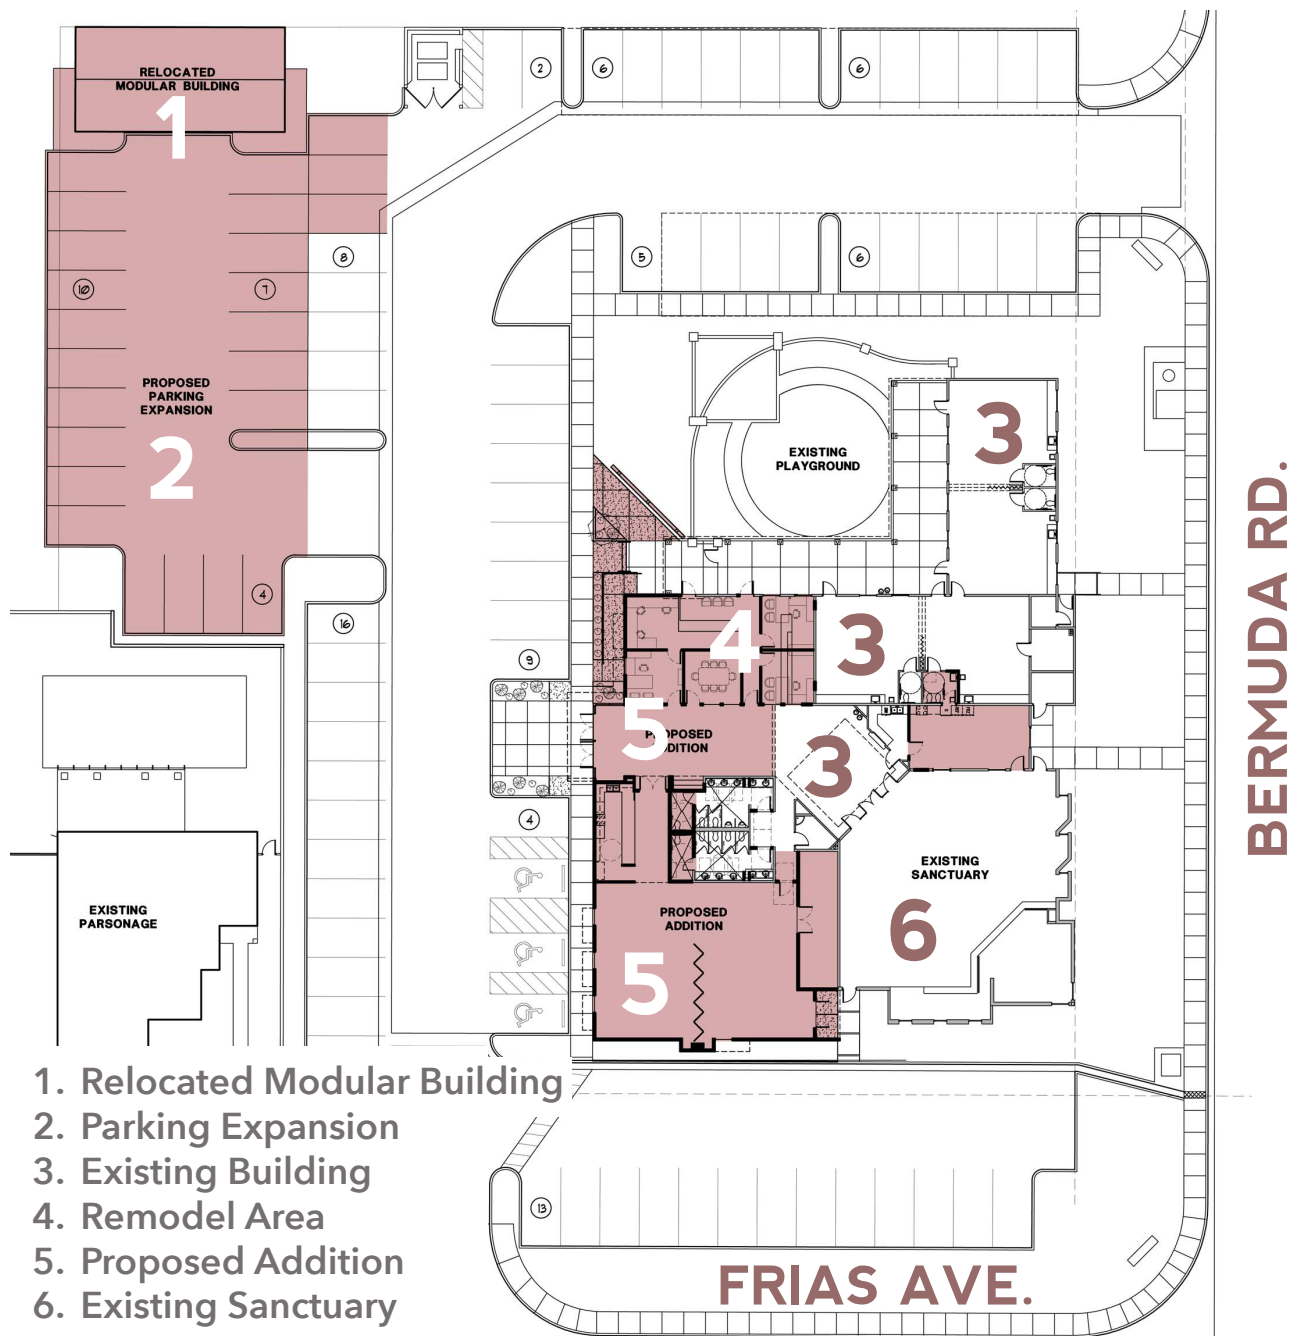 RELOCATED
MODULAR BUILDING
1
2
6
6
8
5
6
10
7
PROPOSED
PARKING
EXPANSION
2
EXISTING
PLAYGROUND
3
4
16
9
4
3
5
PROPOSED
ADDITION
3
4
EXISTING
PARSONAGE
EXISTING
SANCTUARY
6
PROPOSED
ADDITION
5
BERMUDA RD.
13
FRIAS AVE.
1. Relocated Modular Building
2. Parking Expansion
3. Existing Building
4. Remodel Area
5. Proposed Addition
6. Existing Sanctuary